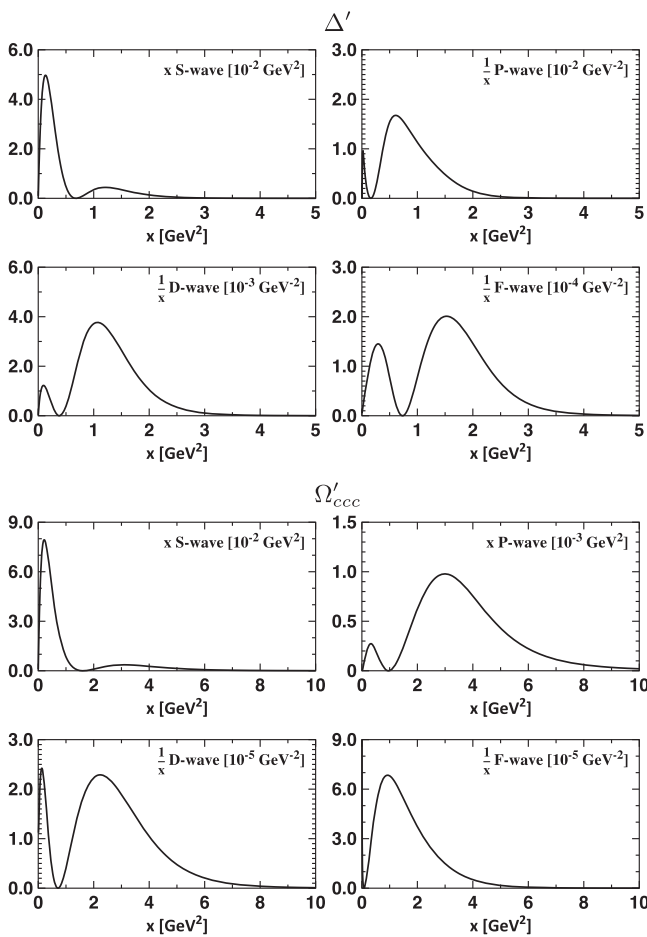 Δ′
x S-wave [10⁻² GeV²]
6.0
4.0
2.0
0.0
0 1 2 3 4 5
x [GeV²]
1/x P-wave [10⁻² GeV⁻²]
3.0
2.0
1.0
0.0
0 1 2 3 4 5
x [GeV²]
1/x D-wave [10⁻³ GeV⁻²]
6.0
4.0
2.0
0.0
0 1 2 3 4 5
x [GeV²]
1/x F-wave [10⁻⁴ GeV⁻²]
3.0
2.0
1.0
0.0
0 1 2 3 4 5
x [GeV²]
Ω′ccc
x S-wave [10⁻² GeV²]
9.0
6.0
3.0
0.0
0 2 4 6 8 10
x [GeV²]
x P-wave [10⁻³ GeV²]
1.5
1.0
0.5
0.0
0 2 4 6 8 10
x [GeV²]
1/x D-wave [10⁻⁵ GeV⁻²]
3.0
2.0
1.0
0.0
0 2 4 6 8 10
x [GeV²]
1/x F-wave [10⁻⁵ GeV⁻²]
9.0
6.0
3.0
0.0
0 2 4 6 8 10
x [GeV²]